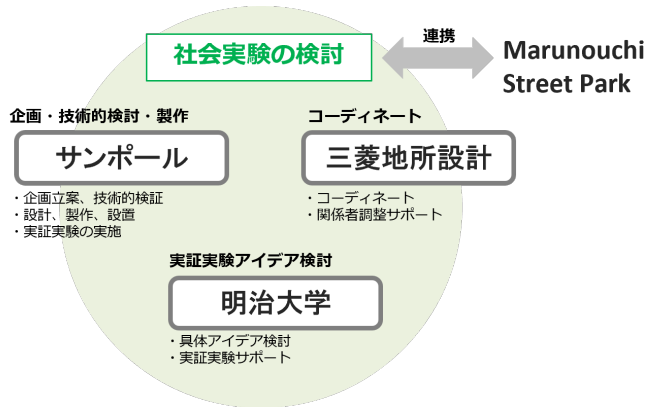 社会実験の検討
連携
Marunouchi
Street Park
企画・技術的検討・製作
サンポール
・企画立案、技術的検証
・設計、製作、設置
・実証実験の実施
コーディネート
三菱地所設計
・コーディネート
・関係者調整サポート
実証実験アイデア検討
明治大学
・具体アイデア検討
・実証実験サポート